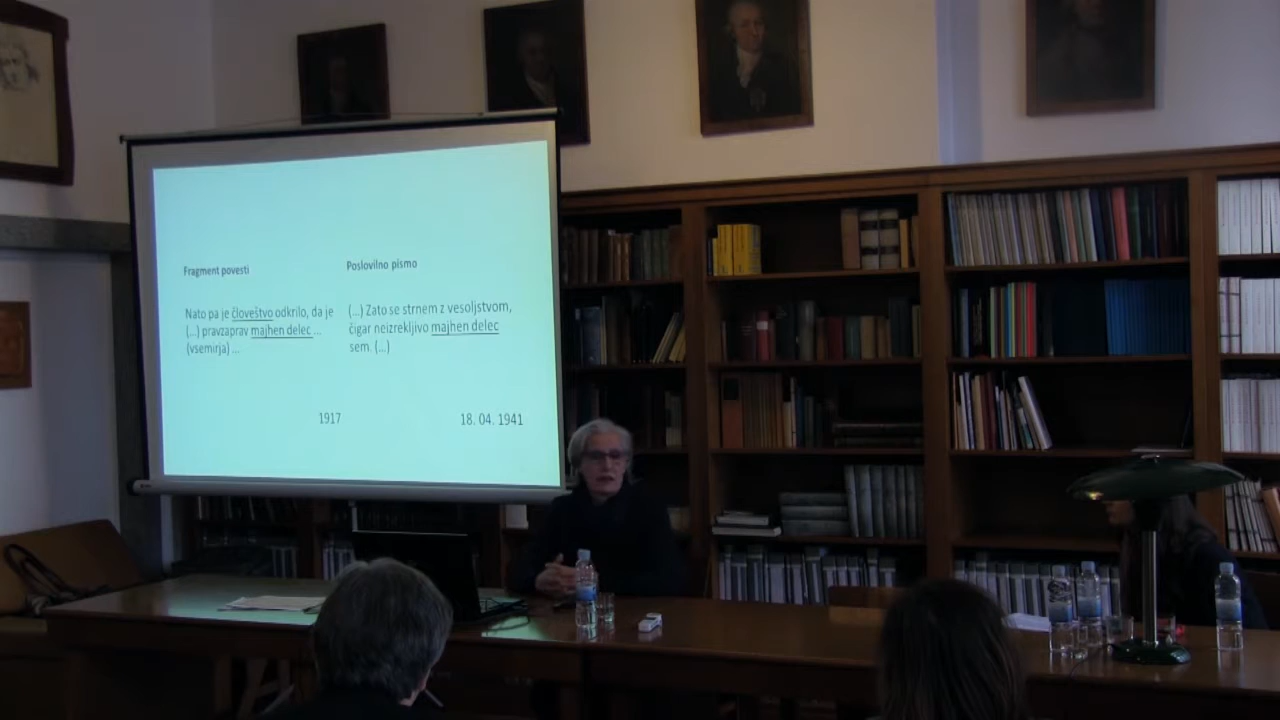 Fragment povesti
Nato pa je človeštvo odkrilo, da je
(...) pravzaprav majhen delec ...
(vsemirja) ...
1917
Poslovilno pismo
(...) Zato se strnem z vesoljstvom,
čigar neizrekljivo majhen delec
sem. (...)
18. 04. 1941